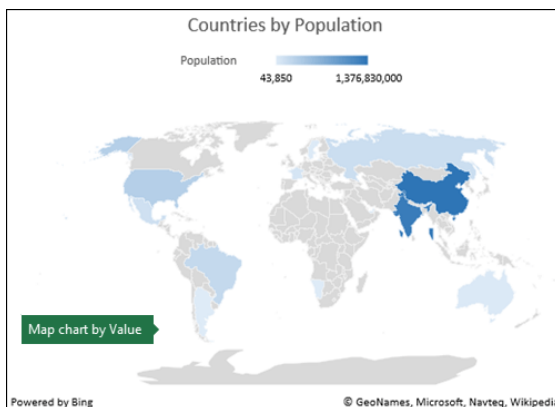 Countries by Population
Population
43,850 1,376,830,000
Map chart by Value
Powered by Bing © GeoNames, Microsoft, Navteq, Wikipedia